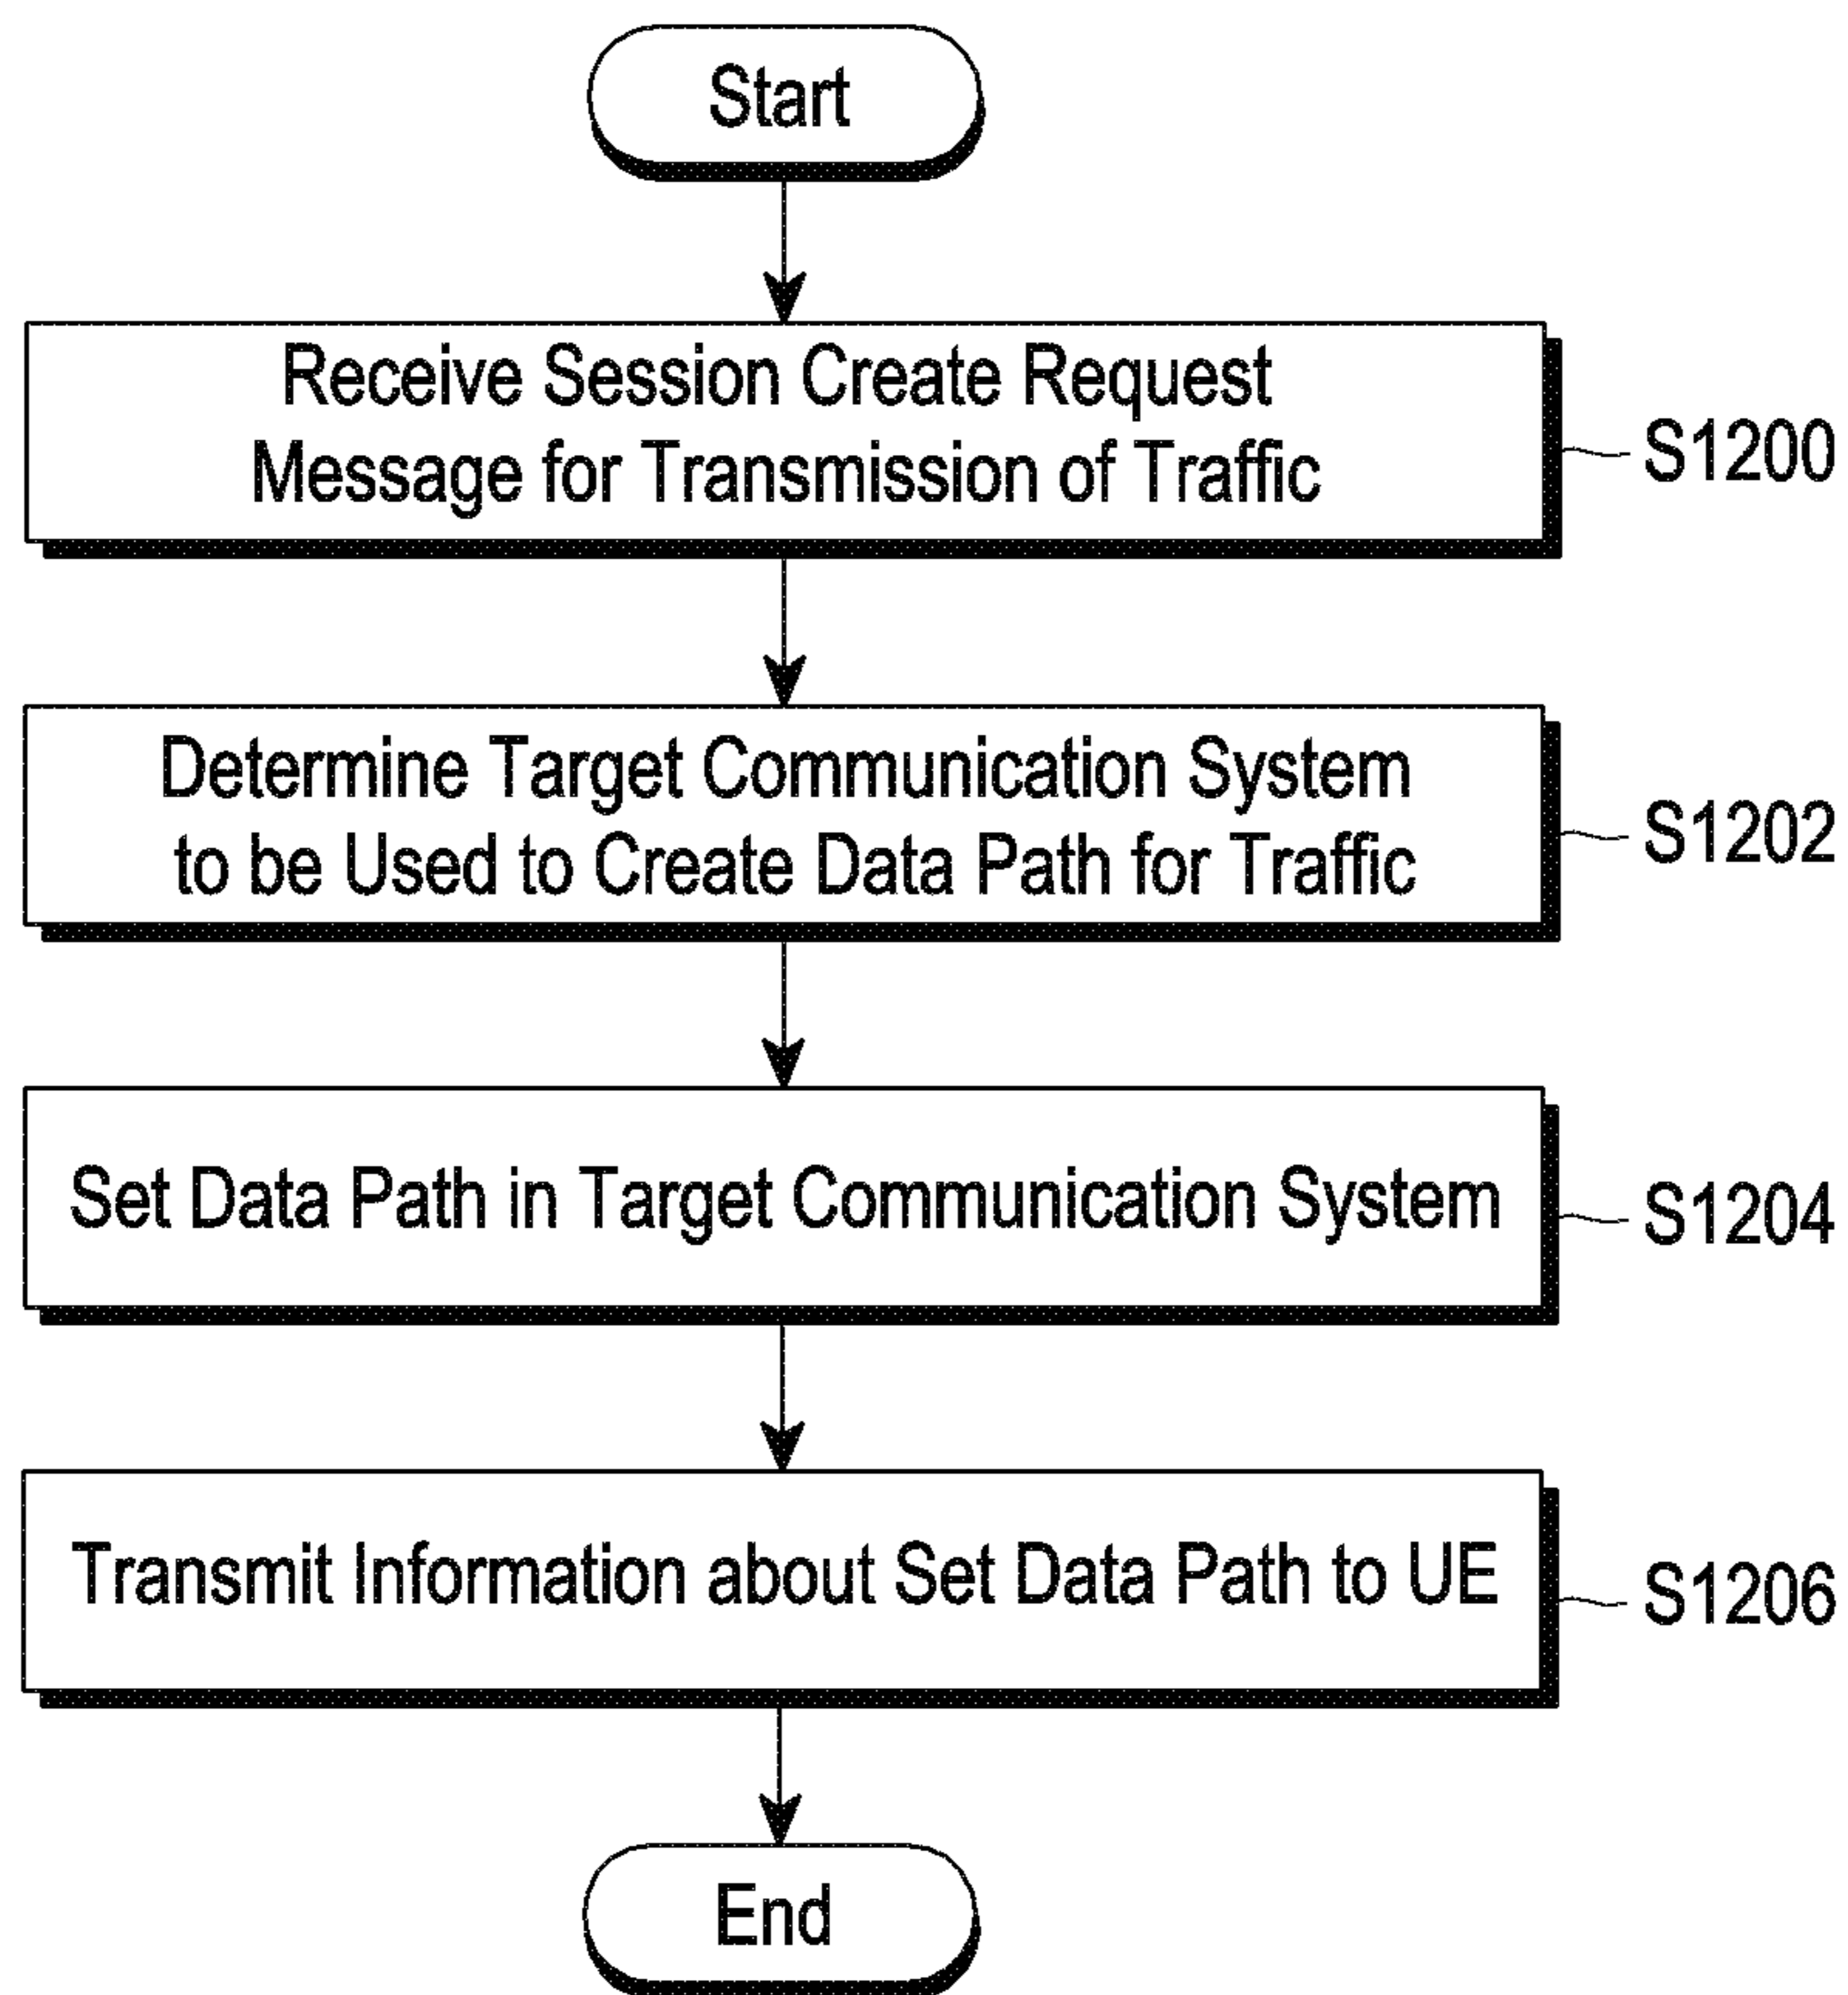 Start
Receive Session Create Request
Message for Transmission of Traffic
S1200
Determine Target Communication System
to be Used to Create Data Path for Traffic
S1202
Set Data Path in Target Communication System
S1204
Transmit Information about Set Data Path to UE
S1206
End